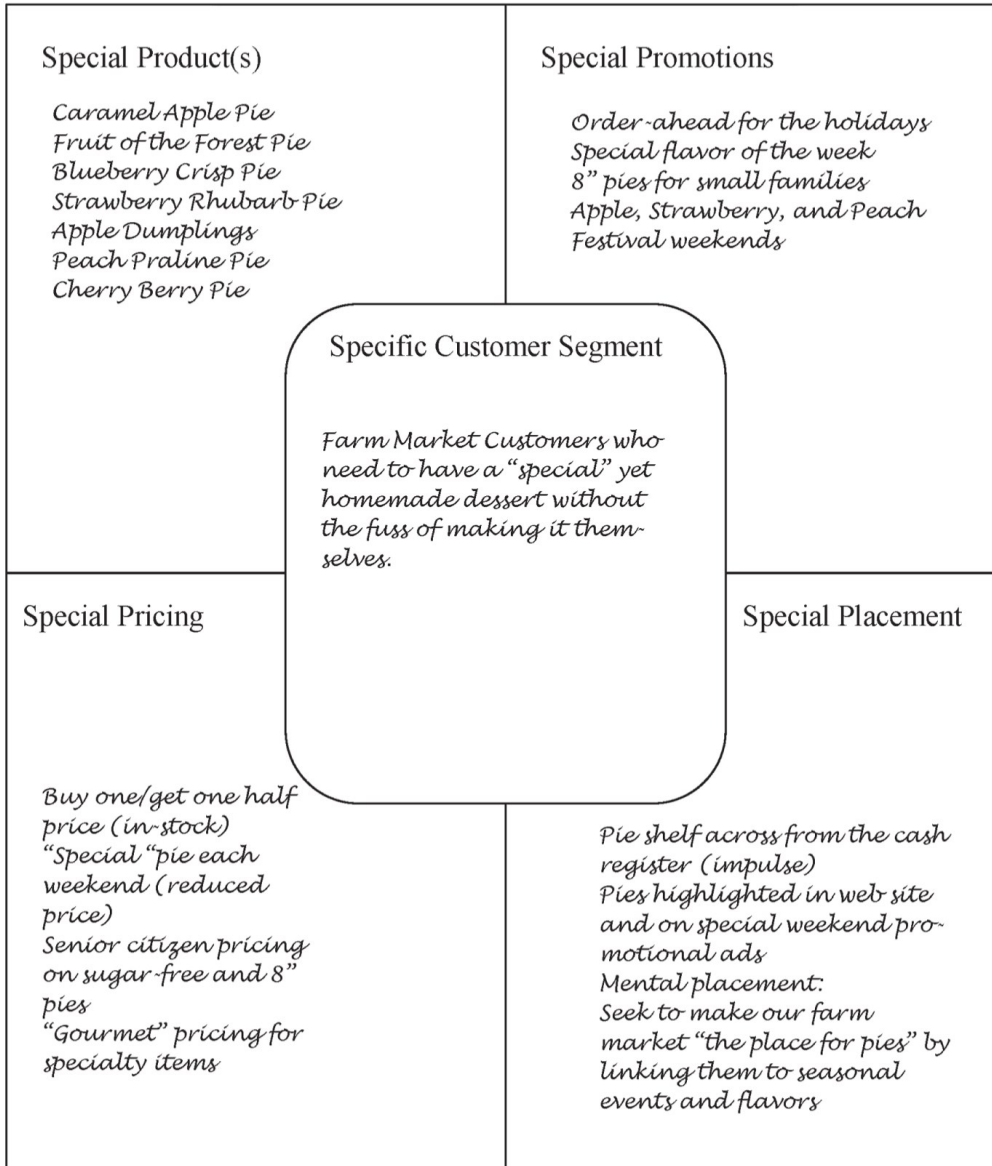 Special Product(s)
Caramel Apple Pie
Fruit of the Forest Pie
Blueberry Crisp Pie
Strawberry Rhubarb Pie
Apple Dumplings
Peach Praline Pie
Cherry Berry Pie
Special Promotions
Order-ahead for the holidays
Special flavor of the week
8” pies for small families
Apple, Strawberry, and Peach
Festival weekends
Specific Customer Segment
Farm Market Customers who
need to have a “special” yet
homemade dessert without
the fuss of making it them-
selves.
Special Pricing
Buy one/get one half
price (in-stock)
“Special “pie each
weekend (reduced
price)
Senior citizen pricing
on sugar-free and 8”
pies
“Gourmet” pricing for
specialty items
Special Placement
Pie shelf across from the cash
register (impulse)
Pies highlighted in web site
and on special weekend pro-
motional ads
Mental placement:
Seek to make our farm
market “the place for pies” by
linking them to seasonal
events and flavors